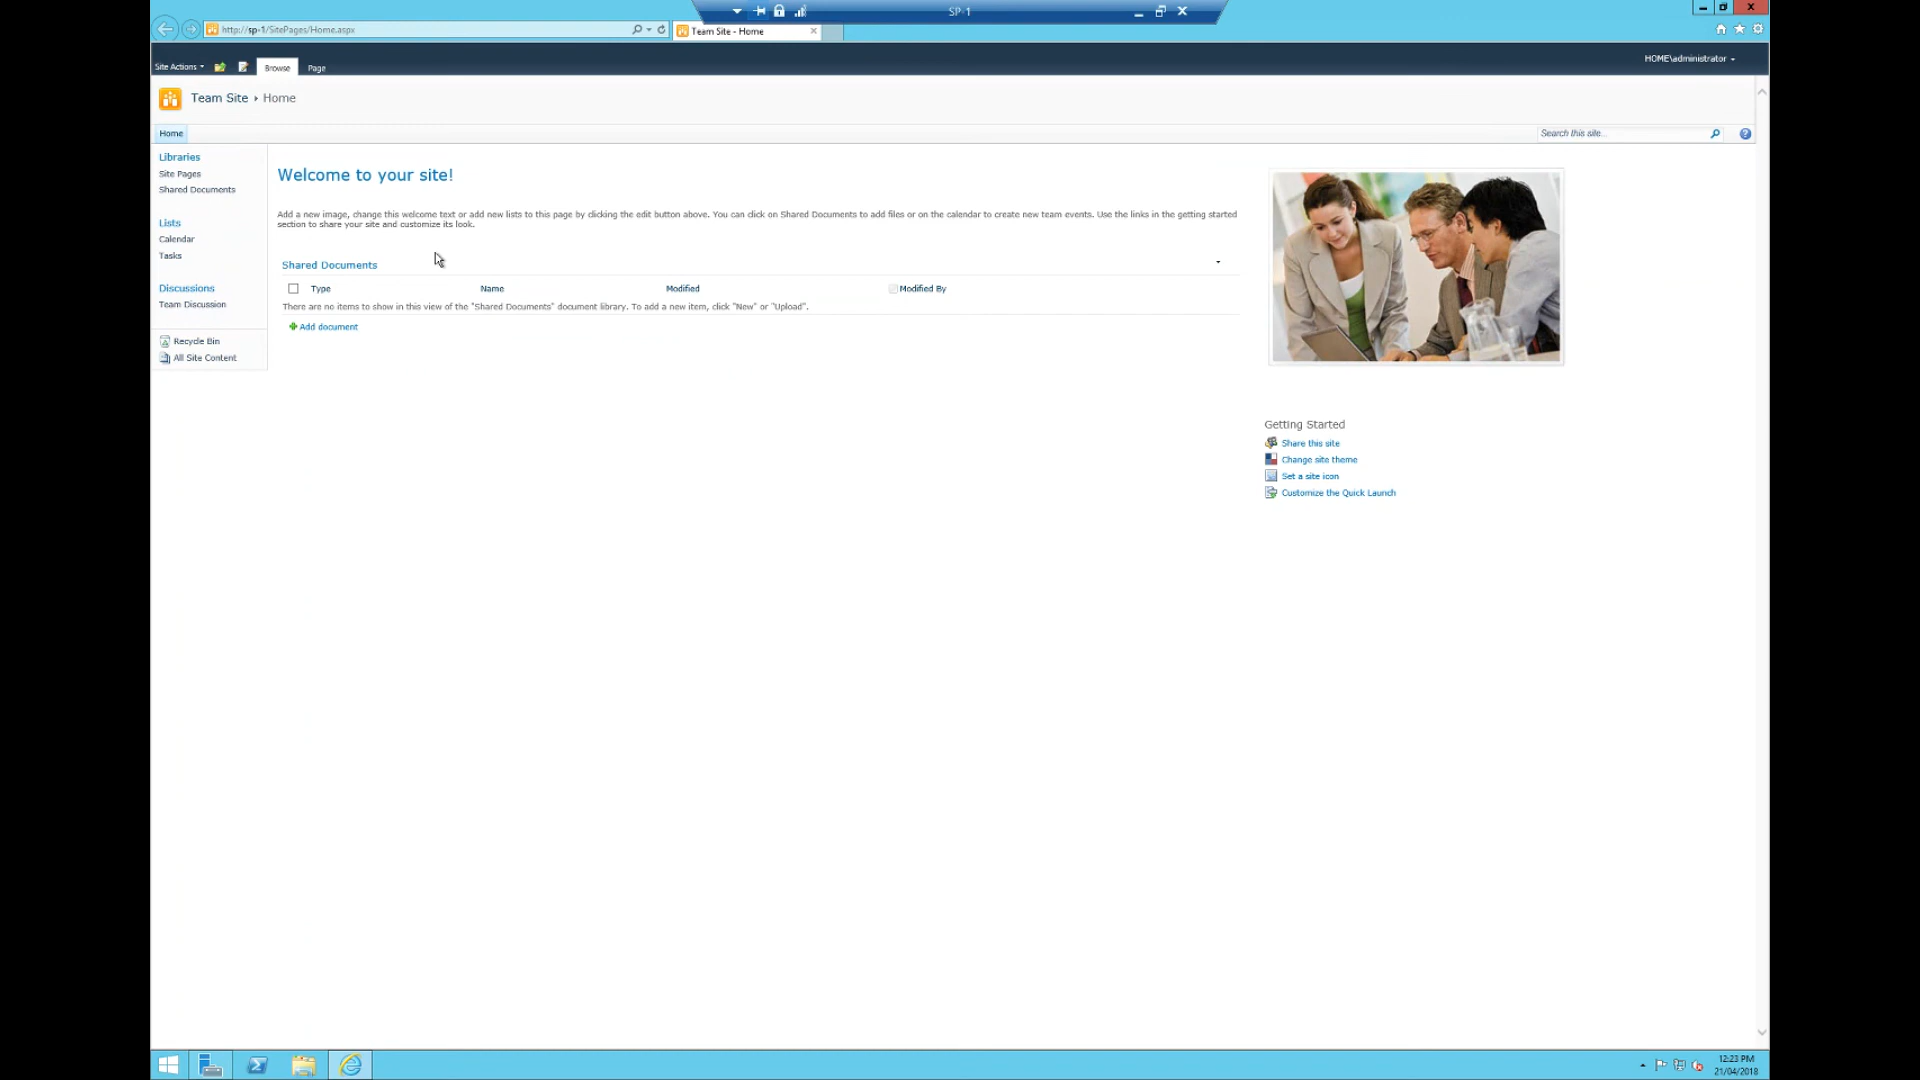 SP-1
http://sp-1/SitePages/Home.aspx
Team Site - Home
Site Actions
Browse
Page
HOME\administrator
Team Site
Home
Home
Search this site...
Libraries
Site Pages
Shared Documents
Lists
Calendar
Tasks
Discussions
Team Discussion
Recycle Bin
All Site Content
Welcome to your site!
Add a new image, change this welcome text or add new lists to this page by clicking the edit button above. You can click on Shared Documents to add files or on the calendar to create new team events. Use the links in the getting started
section to share your site and customize its look.
Shared Documents
Type Name Modified Modified By
There are no items to show in this view of the "Shared Documents" document library. To add a new item, click "New" or "Upload".
Add document
Getting Started
Share this site
Change site theme
Set a site icon
Customize the Quick Launch
12:23 PM
21/04/2018